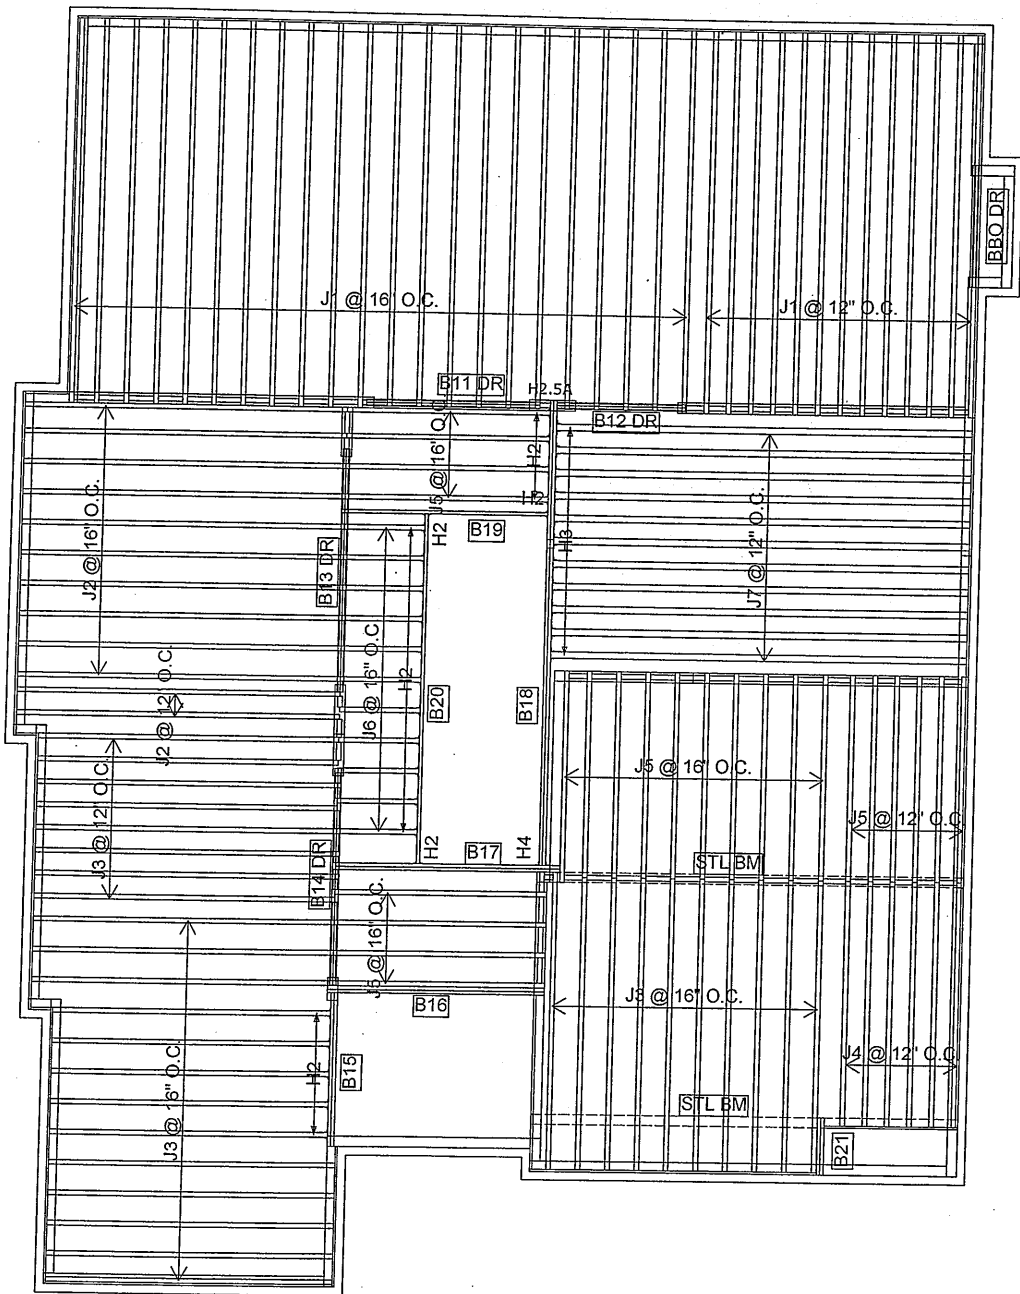 BBO DR
J1 @ 16" O.C.
J1 @ 12" O.C.
B11 DR
H2.5A
B12 DR
J5 @ 16" O.C.
H2
H2
J2 @ 16" O.C.
B13 DR
H2
B19
H3
J7 @ 12" O.C.
J2 @ 12" O.C.
J6 @ 16" O.C.
H2
B20
B18
J3 @ 12" O.C.
J5 @ 16" O.C.
J5 @ 12" O.C.
B14 DR
H2
B17
H4
STL BM
J5 @ 16" O.C.
B16
J3 @ 16" O.C.
J3 @ 16" O.C.
H2
B15
J4 @ 12" O.C.
STL BM
B21